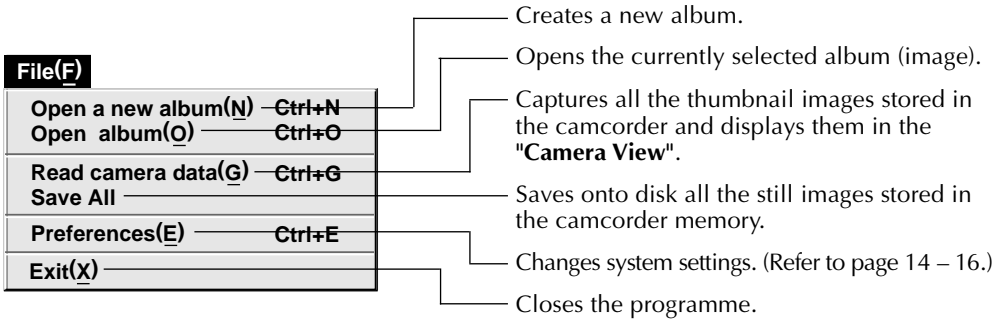 File(F)
Open a new album(N) Ctrl+N
Open album(O) Ctrl+O
Read camera data(G) Ctrl+G
Save All
Preferences(E) Ctrl+E
Exit(X)
Creates a new album.
Opens the currently selected album (image).
Captures all the thumbnail images stored in
the camcorder and displays them in the
"Camera View".
Saves onto disk all the still images stored in
the camcorder memory.
Changes system settings. (Refer to page 14 – 16.)
Closes the programme.